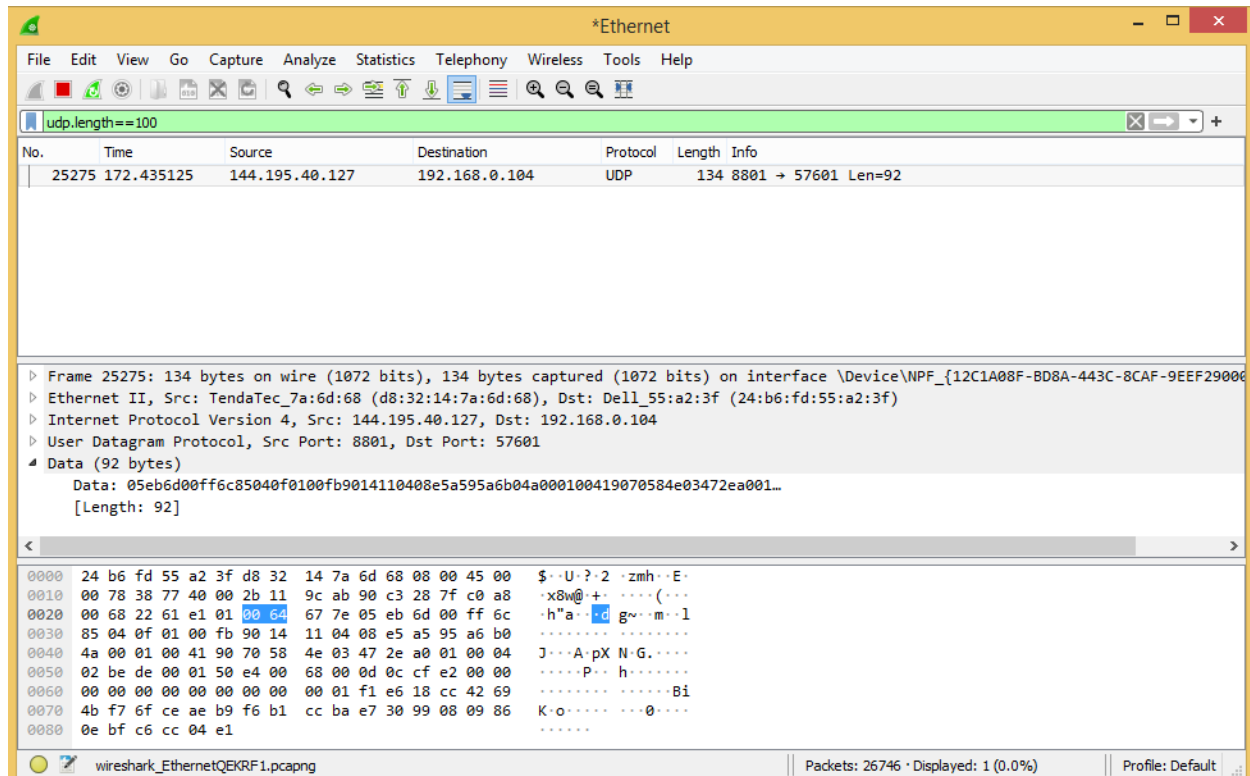 *Ethernet
File Edit View Go Capture Analyze Statistics Telephony Wireless Tools Help
udp.length==100
No. Time Source Destination Protocol Length Info
25275 172.435125 144.195.40.127 192.168.0.104 UDP 134 8801 → 57601 Len=92
Frame 25275: 134 bytes on wire (1072 bits), 134 bytes captured (1072 bits) on interface \Device\NPF_{12C1A08F-BD8A-443C-8CAF-9EEF29000
Ethernet II, Src: TendaTec_7a:6d:68 (d8:32:14:7a:6d:68), Dst: Dell_55:a2:3f (24:b6:fd:55:a2:3f)
Internet Protocol Version 4, Src: 144.195.40.127, Dst: 192.168.0.104
User Datagram Protocol, Src Port: 8801, Dst Port: 57601
Data (92 bytes)
Data: 05eb6d00ff6c85040f0100fb9014110408e5a595a6b04a000100419070584e03472ea001…
[Length: 92]
0000 24 b6 fd 55 a2 3f d8 32 14 7a 6d 68 08 00 45 00 $··U·?·2 ·zmh··E·
0010 00 78 38 77 40 00 2b 11 9c ab 90 c3 28 7f c0 a8 ·x8w@·+· ····(···
0020 00 68 22 61 e1 01 00 64 67 7e 05 eb 6d 00 ff 6c ·h"a···d g~··m··l
0030 85 04 0f 01 00 fb 90 14 11 04 08 e5 a5 95 a6 b0 ········ ········
0040 4a 00 01 00 41 90 70 58 4e 03 47 2e a0 01 00 04 J···A·pX N·G.····
0050 02 be de 00 01 50 e4 00 68 00 0d 0c cf e2 00 00 ·····P·· h·······
0060 00 00 00 00 00 00 00 00 00 01 f1 e6 18 cc 42 69 ········ ······Bi
0070 4b f7 6f ce ae b9 f6 b1 cc ba e7 30 99 08 09 86 K·o····· ···0····
0080 0e bf c6 cc 04 e1 ······
wireshark_EthernetQEKRF1.pcapng Packets: 26746 · Displayed: 1 (0.0%) Profile: Default